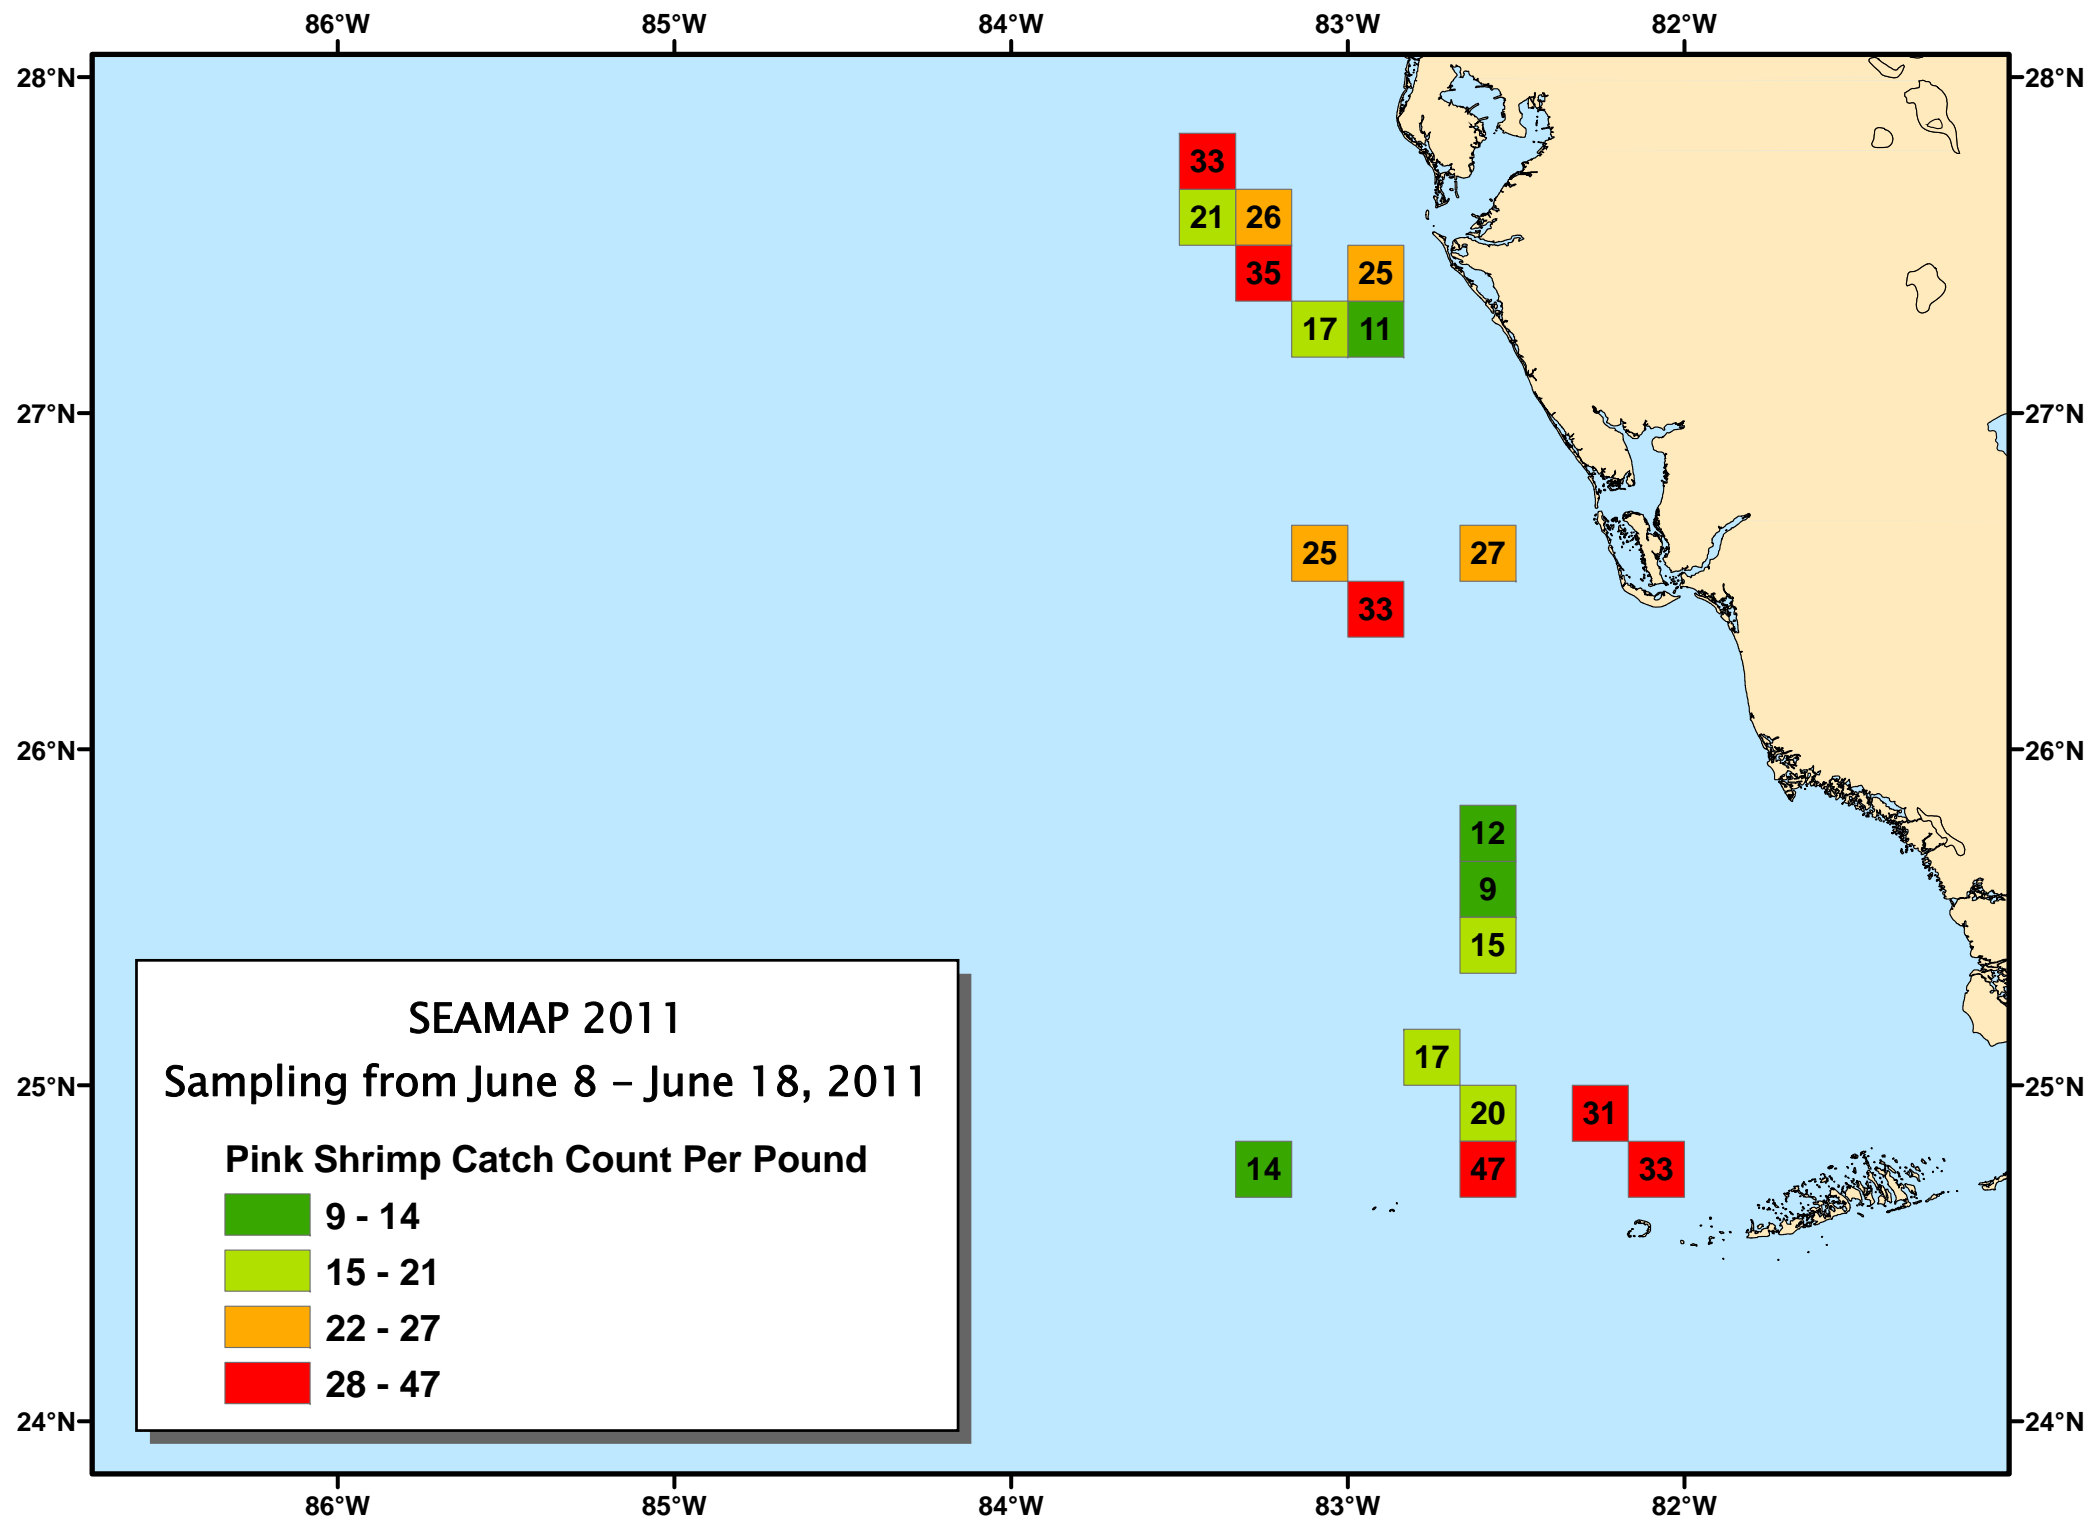 86°W 85°W 84°W 83°W 82°W
28°N 28°N
33
21 26
35 25
17 11
27°N 27°N
25 27
33
26°N 26°N
12
9
15
17
25°N 25°N
20 31
14 47 33
24°N 24°N
SEAMAP 2011
Sampling from June 8 – June 18, 2011
Pink Shrimp Catch Count Per Pound
9 - 14
15 - 21
22 - 27
28 - 47
86°W 85°W 84°W 83°W 82°W